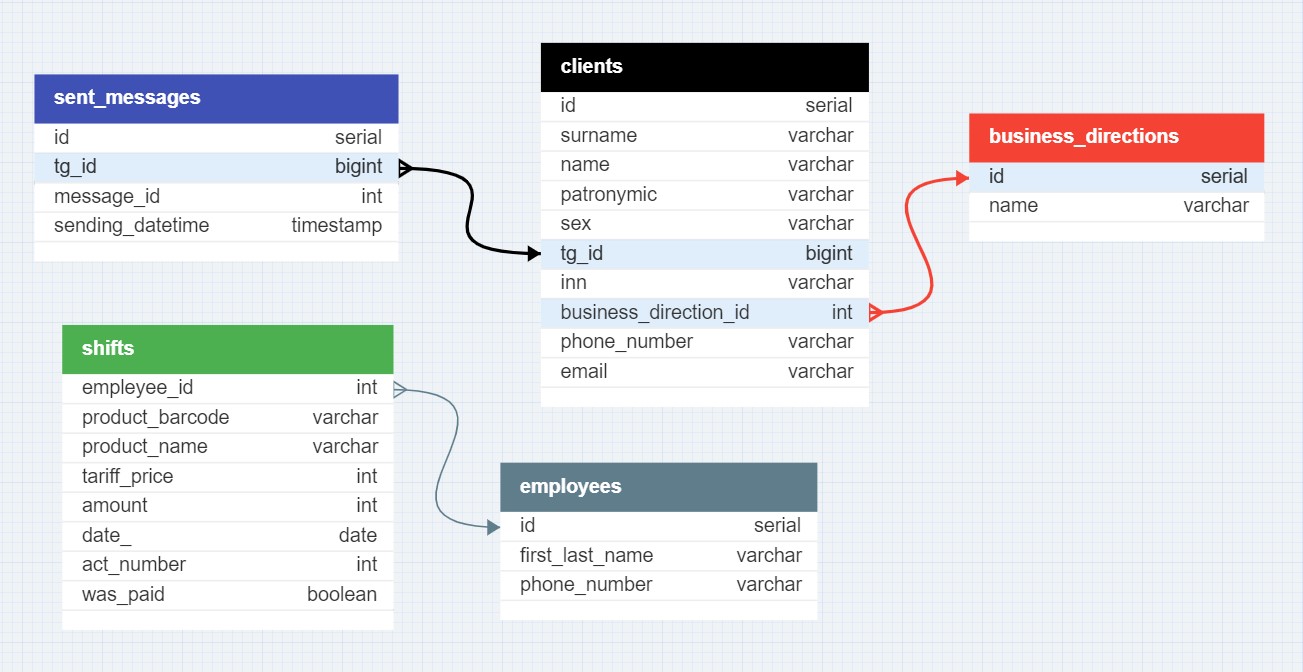 sent_messages
id serial
tg_id bigint
message_id int
sending_datetime timestamp
clients
id serial
surname varchar
name varchar
patronymic varchar
sex varchar
tg_id bigint
inn varchar
business_direction_id int
phone_number varchar
email varchar
business_directions
id serial
name varchar
shifts
empleyee_id int
product_barcode varchar
product_name varchar
tariff_price int
amount int
date_ date
act_number int
was_paid boolean
employees
id serial
first_last_name varchar
phone_number varchar